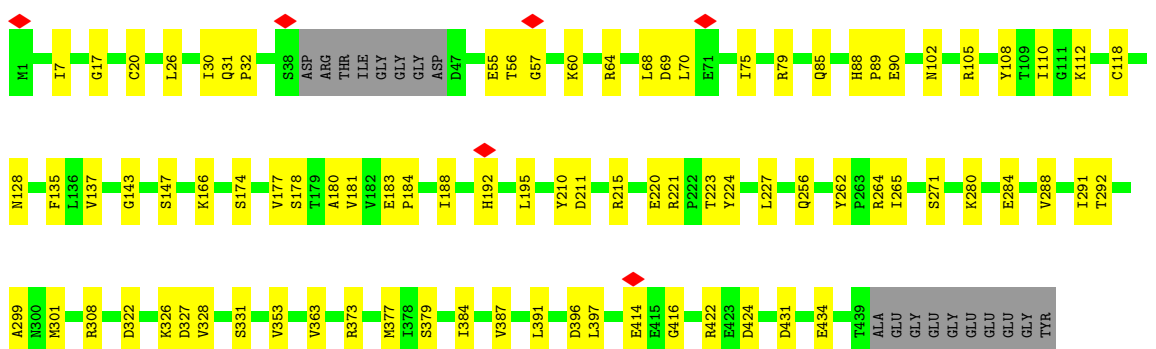 M1 I7 G17 C20 L26 I30 Q31 P32 S38 ASP ARG THR ILE GLY GLY GLY ASP D47 E55 T56 G57 K60 R64 L68 D69 L70 E71 I75 R79 Q85 H88 P89 E90 N102 R105 Y108 T109 I110 G111 K112 C118
N128 F135 L136 V137 G143 S147 K166 S174 V177 S178 T179 A180 V181 V182 E183 P184 I188 H192 L195 Y210 D211 R215 E220 R221 P222 T223 Y224 L227 Q256 Y262 P263 R264 I265 S271 K280 E284 V288 I291 T292
A299 N300 M301 R308 D322 K326 D327 V328 S331 V353 V363 R373 M377 I378 S379 I384 V387 L391 D396 L397 E414 E415 G416 R422 E423 D424 D431 E434 T439 ALA GLU GLY GLU GLY GLU GLU GLU GLU GLY TYR